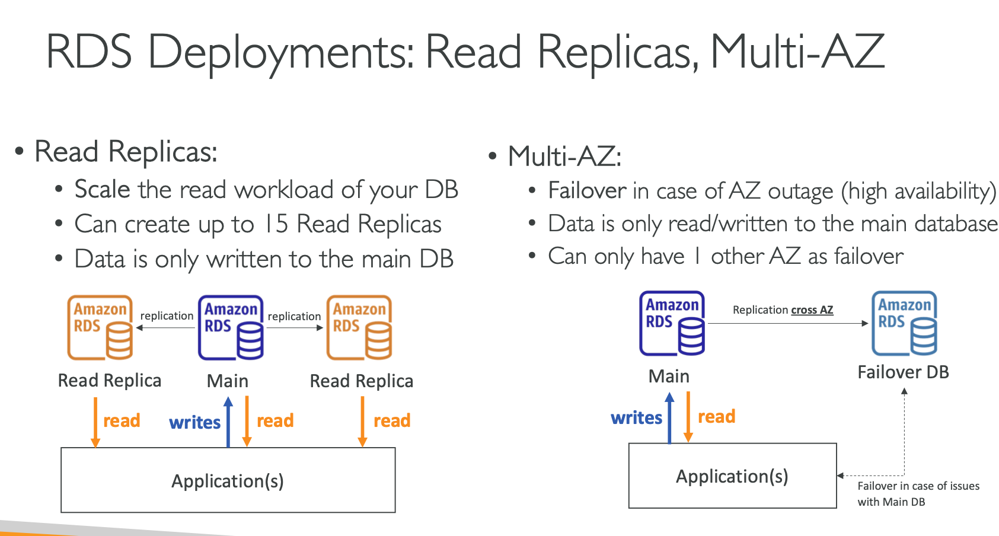 RDS Deployments: Read Replicas, Multi-AZ
• Read Replicas:
• Scale the read workload of your DB
• Can create up to 15 Read Replicas
• Data is only written to the main DB
Amazon RDS
replication
Amazon RDS
replication
Amazon RDS
Read Replica
Main
Read Replica
read
writes
read
read
Application(s)
• Multi-AZ:
• Failover in case of AZ outage (high availability)
• Data is only read/written to the main database
• Can only have 1 other AZ as failover
Amazon RDS
Replication cross AZ
Amazon RDS
Main
Failover DB
writes
read
Application(s)
Failover in case of issues
with Main DB